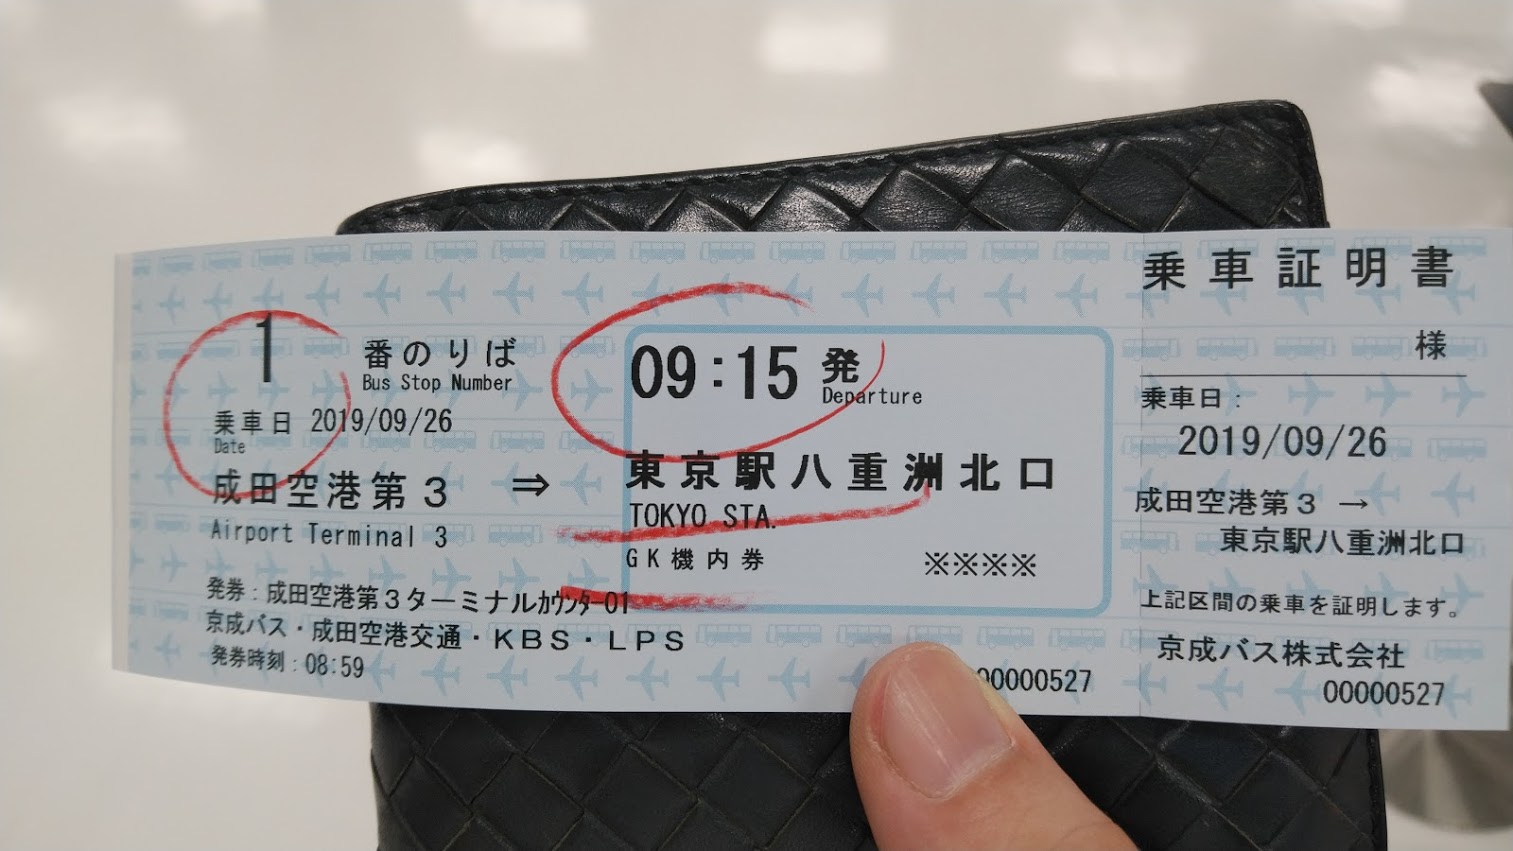 1 番のりば
Bus Stop Number
乗車日 2019/09/26
Date
成田空港第3 ⇒
Airport Terminal 3
09:15 発
Departure
東京駅八重洲北口
TOKYO STA.
GK機内券 ※※※※
発券:成田空港第3ターミナルカウンター01
京成バス・成田空港交通・KBS・LPS
発券時刻:08:59
00000527
乗車証明書
様
乗車日:
2019/09/26
成田空港第3 →
東京駅八重洲北口
上記区間の乗車を証明します。
京成バス株式会社
00000527